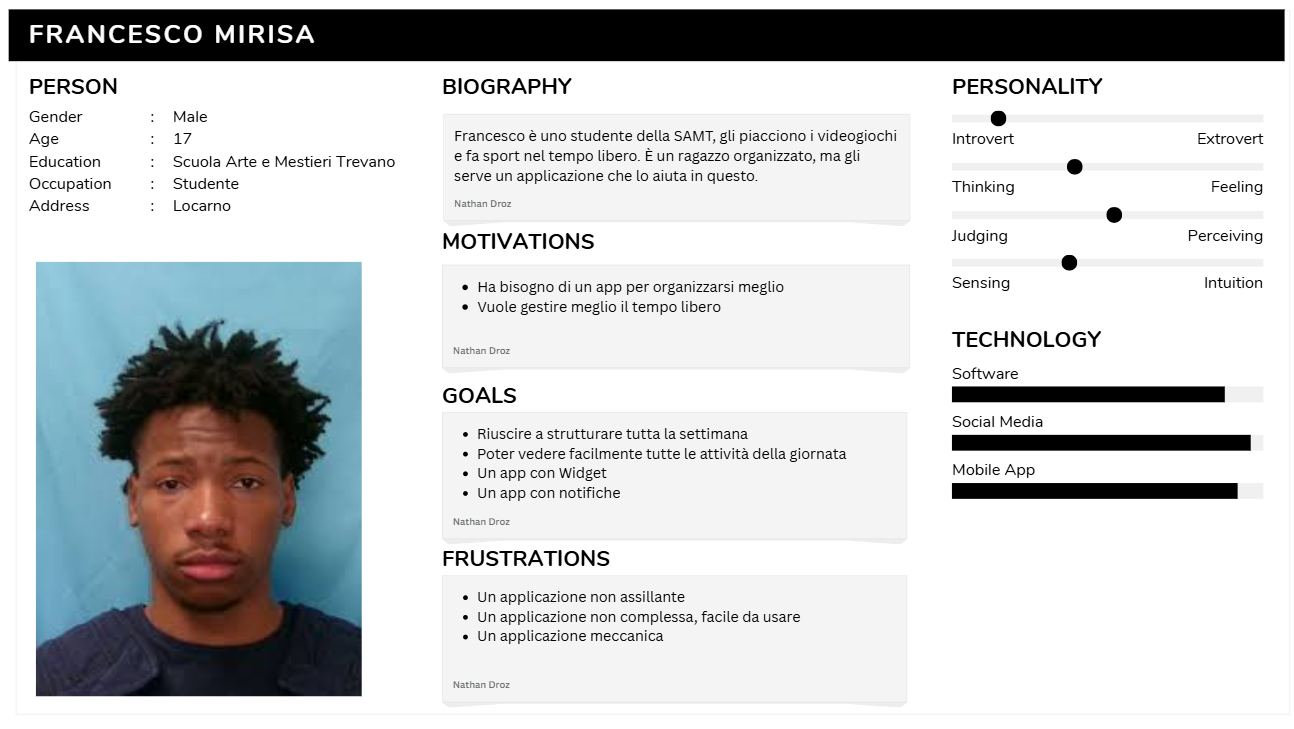 FRANCESCO MIRISA
PERSON
Gender : Male
Age : 17
Education : Scuola Arte e Mestieri Trevano
Occupation : Studente
Address : Locarno
BIOGRAPHY
Francesco è uno studente della SAMT, gli piacciono i videogiochi
e fa sport nel tempo libero. È un ragazzo organizzato, ma gli
serve un applicazione che lo aiuta in questo.
Nathan Droz
MOTIVATIONS
• Ha bisogno di un app per organizzarsi meglio
• Vuole gestire meglio il tempo libero
Nathan Droz
GOALS
• Riuscire a strutturare tutta la settimana
• Poter vedere facilmente tutte le attività della giornata
• Un app con Widget
• Un app con notifiche
Nathan Droz
FRUSTRATIONS
• Un applicazione non assillante
• Un applicazione non complessa, facile da usare
• Un applicazione meccanica
Nathan Droz
PERSONALITY
Introvert Extrovert
Thinking Feeling
Judging Perceiving
Sensing Intuition
TECHNOLOGY
Software
Social Media
Mobile App